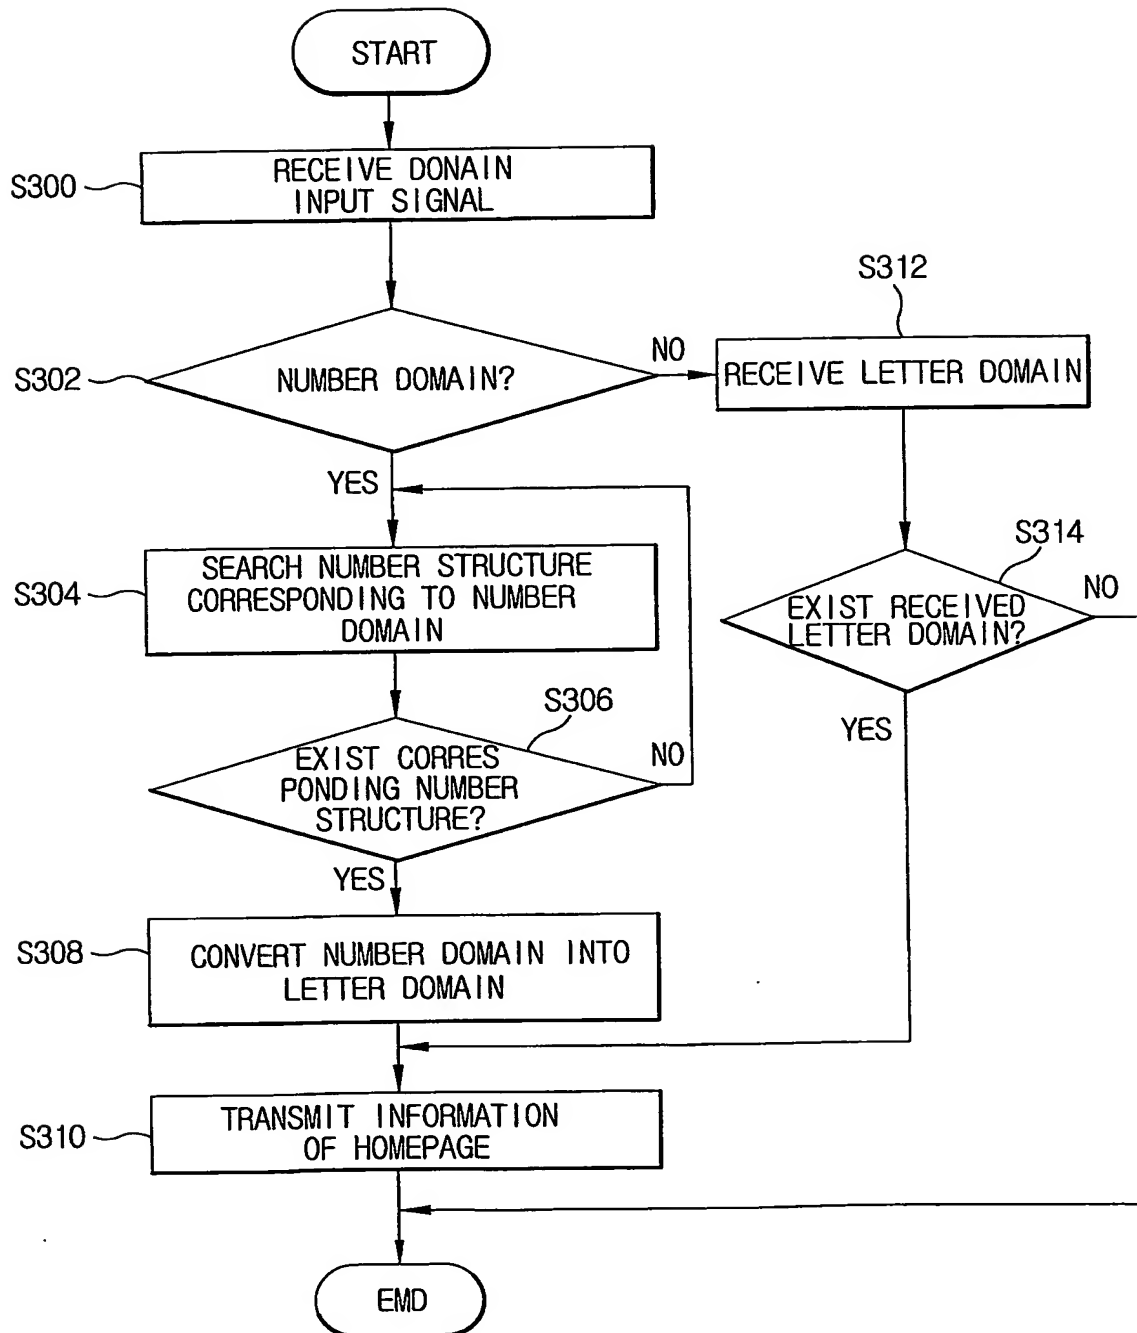 START
S300
RECEIVE DONAIN
INPUT SIGNAL
S312
S302
NUMBER DOMAIN?
NO
RECEIVE LETTER DOMAIN
YES
S304
SEARCH NUMBER STRUCTURE
CORRESPONDING TO NUMBER
DOMAIN
S314
EXIST RECEIVED
LETTER DOMAIN?
NO
YES
S306
EXIST CORRES
PONDING NUMBER
STRUCTURE?
NO
YES
S308
CONVERT NUMBER DOMAIN INTO
LETTER DOMAIN
S310
TRANSMIT INFORMATION
OF HOMEPAGE
EMD